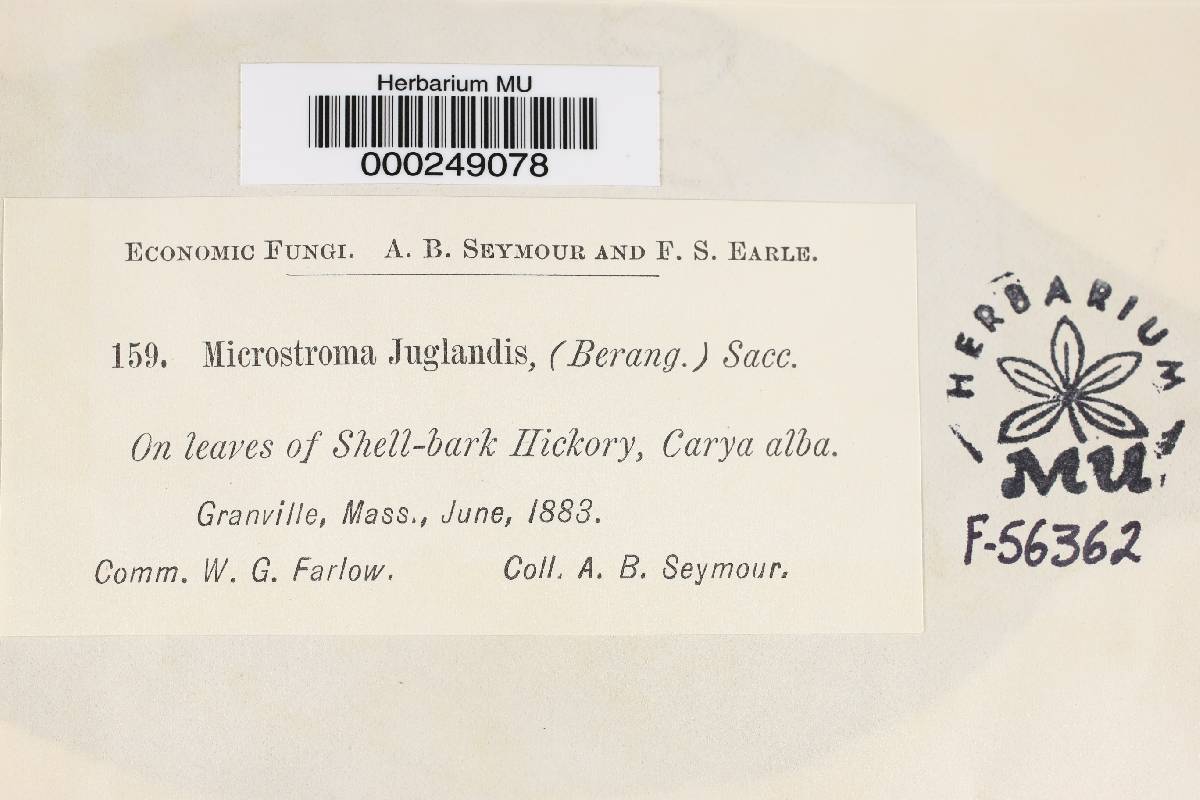 Herbarium MU
000249078
Economic Fungi. A. B. Seymour and F. S. Earle.
159. Microstroma Juglandis, (Berang.) Sacc.
On leaves of Shell-bark Hickory, Carya alba.
Granville, Mass., June, 1883.
Comm. W. G. Farlow. Coll. A. B. Seymour.
HERBARIUM
MU
F-56362